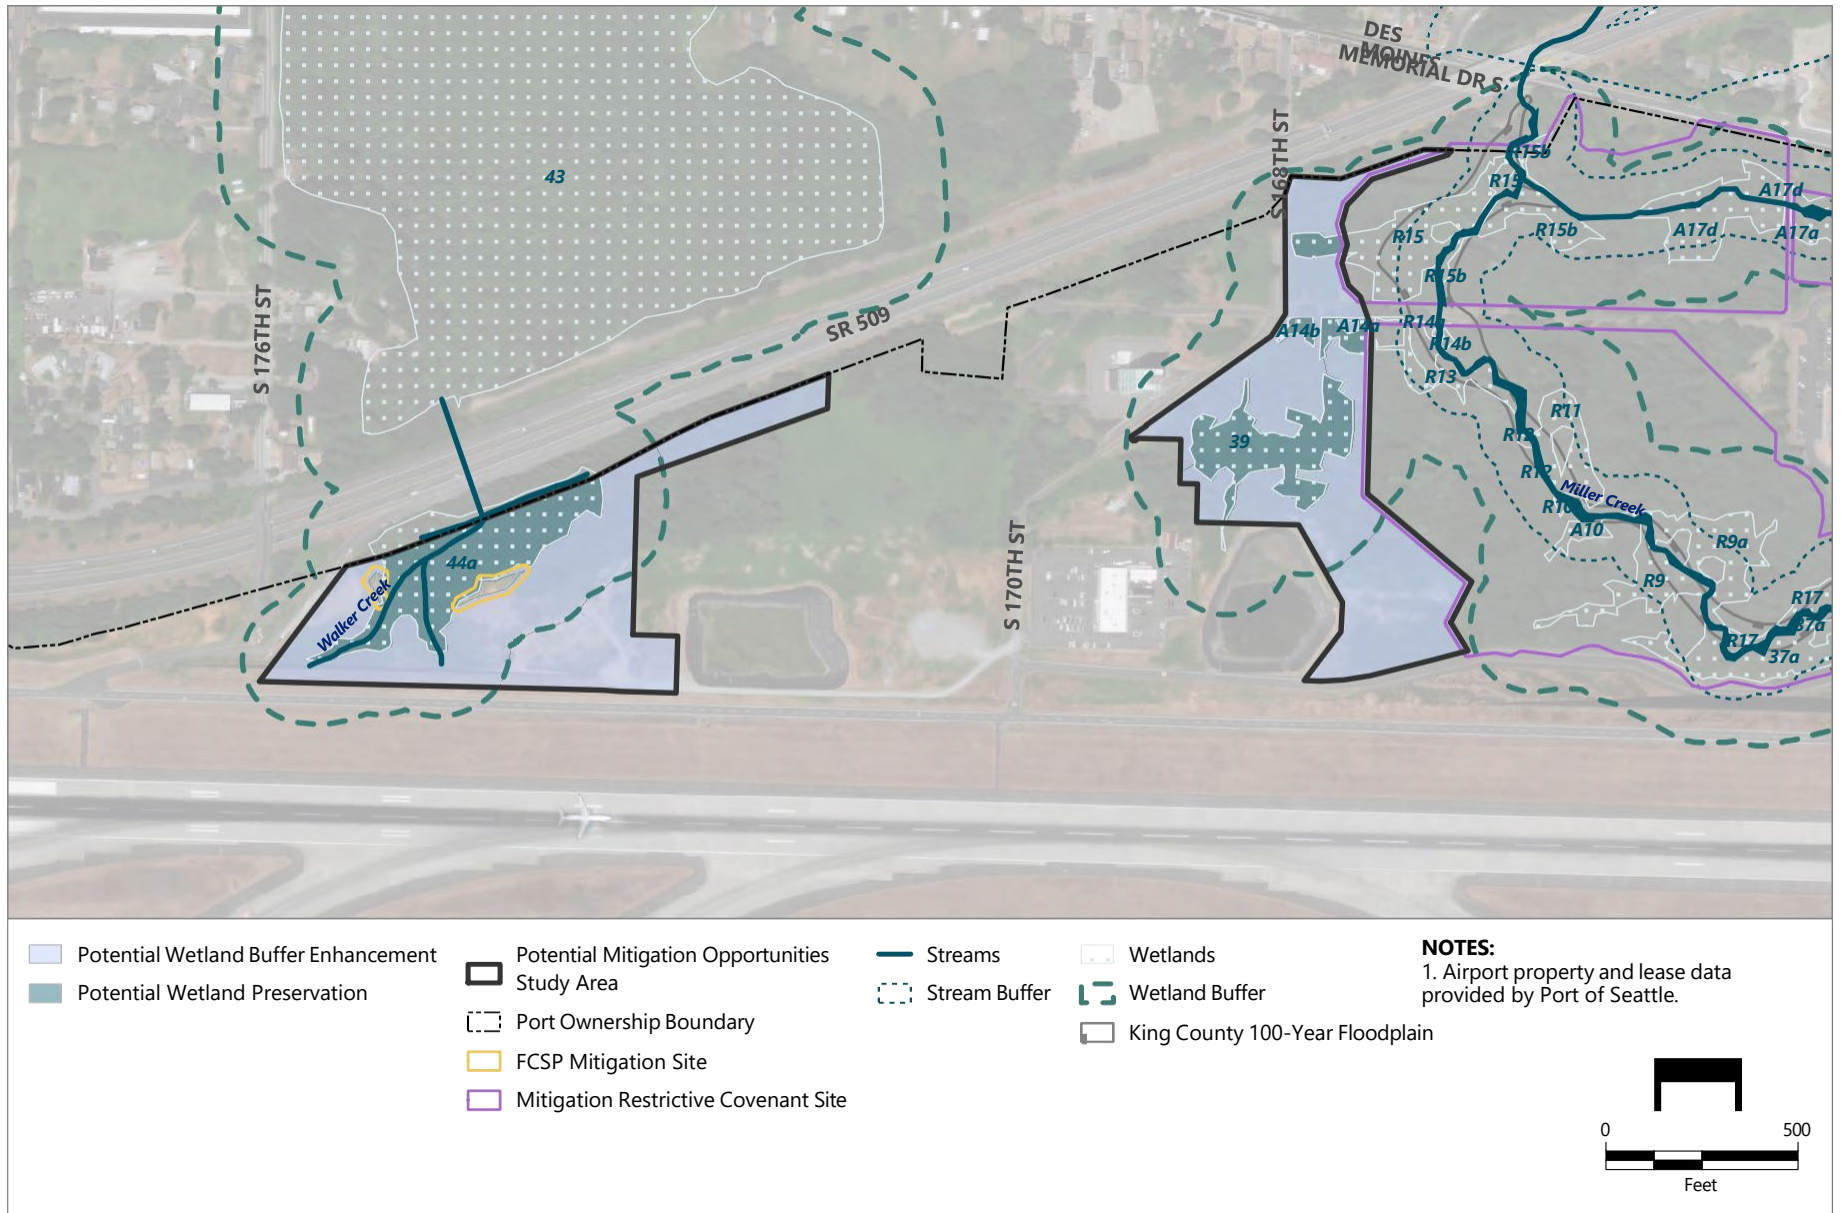 DES
MOINES
MEMORIAL DR S
S 168TH ST
43
S 176TH ST
SR 509
R15b
R15
A17d
R15
R15b
A17d
A17a
R15b
A14b
A14a
R14a
R14b
R13
R11
39
R12
R12
Miller Creek
R10
A10
R9a
44a
Walker Creek
S 170TH ST
R9
R17
37a
R17
37a
Potential Wetland Buffer Enhancement
Potential Wetland Preservation
Potential Mitigation Opportunities
Study Area
Port Ownership Boundary
FCSP Mitigation Site
Mitigation Restrictive Covenant Site
Streams
Stream Buffer
Wetlands
Wetland Buffer
King County 100-Year Floodplain
NOTES:
1. Airport property and lease data
provided by Port of Seattle.
0 500
Feet